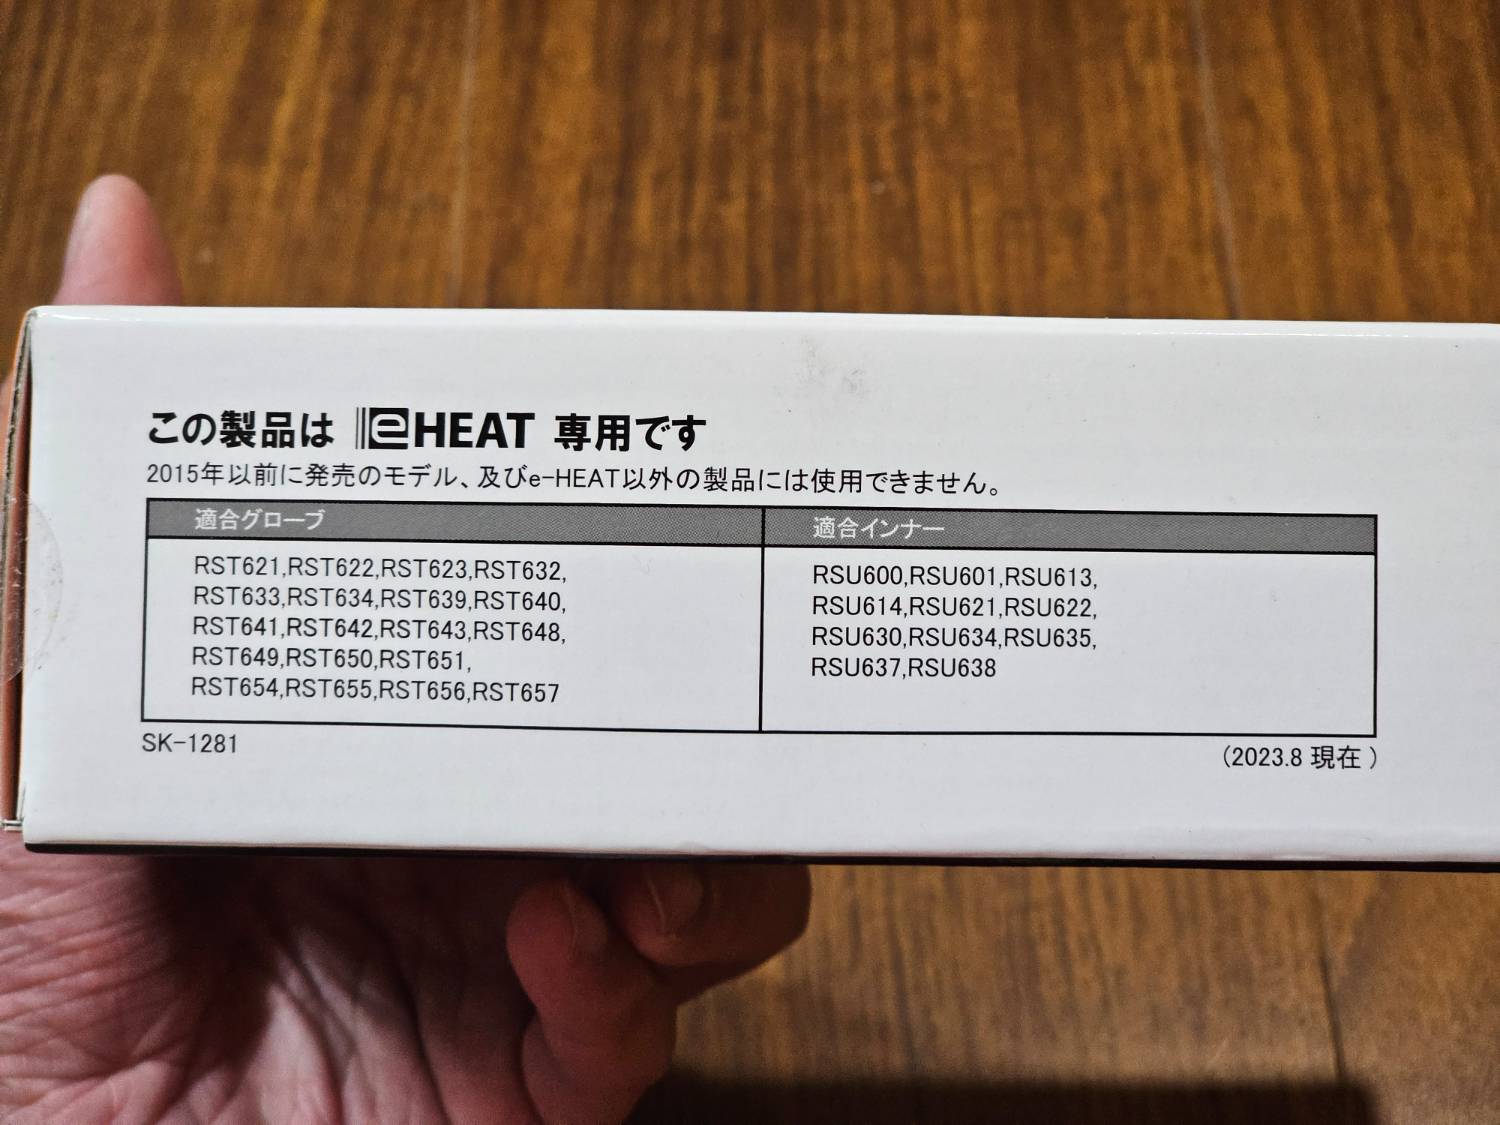 この製品は eHEAT 専用です
2015年以前に発売のモデル、及びe-HEAT以外の製品には使用できません。
適合グローブ
RST621,RST622,RST623,RST632,
RST633,RST634,RST639,RST640,
RST641,RST642,RST643,RST648,
RST649,RST650,RST651,
RST654,RST655,RST656,RST657
適合インナー
RSU600,RSU601,RSU613,
RSU614,RSU621,RSU622,
RSU630,RSU634,RSU635,
RSU637,RSU638
SK-1281
(2023.8 現在 )